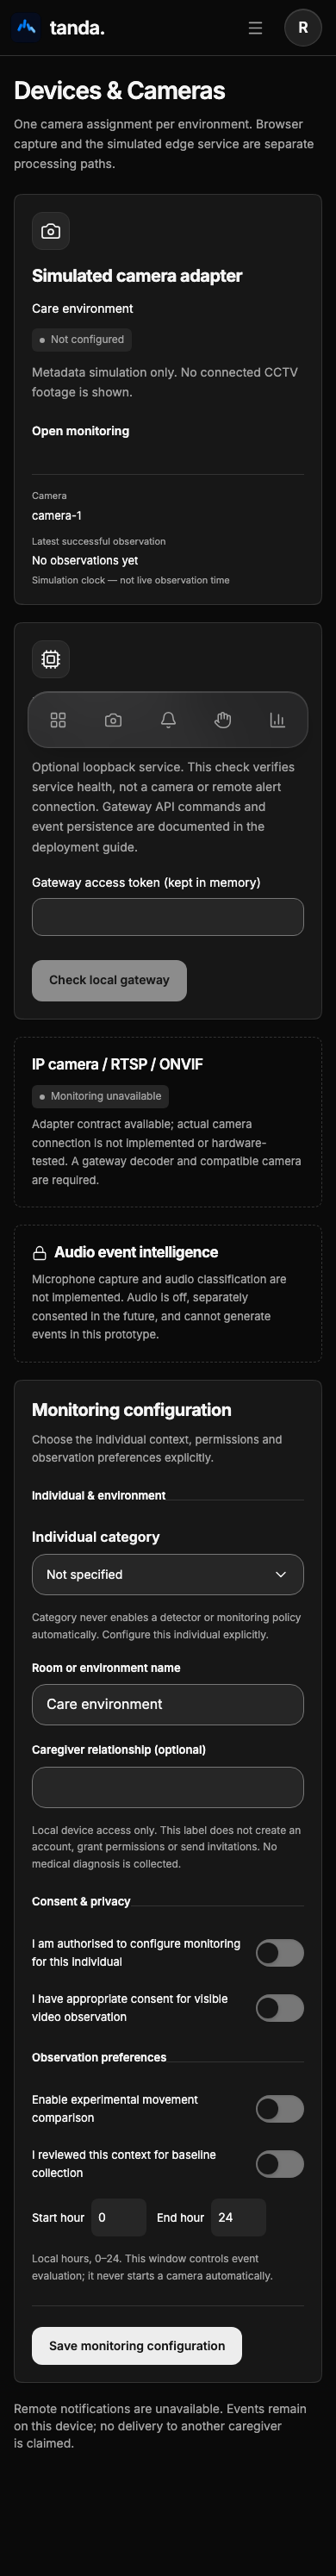 tanda.
R
Devices & Cameras
One camera assignment per environment. Browser
capture and the simulated edge service are separate
processing paths.
Simulated camera adapter
Care environment
Not configured
Metadata simulation only. No connected CCTV
footage is shown.
Open monitoring
Camera
camera-1
Latest successful observation
No observations yet
Simulation clock — not live observation time
Optional loopback service. This check verifies
service health, not a camera or remote alert
connection. Gateway API commands and
event persistence are documented in the
deployment guide.
Gateway access token (kept in memory)
Check local gateway
IP camera / RTSP / ONVIF
Monitoring unavailable
Adapter contract available; actual camera
connection is not implemented or hardware-
tested. A gateway decoder and compatible camera
are required.
Audio event intelligence
Microphone capture and audio classification are
not implemented. Audio is off, separately
consented in the future, and cannot generate
events in this prototype.
Monitoring configuration
Choose the individual context, permissions and
observation preferences explicitly.
Individual & environment
Individual category
Not specified
Category never enables a detector or monitoring policy
automatically. Configure this individual explicitly.
Room or environment name
Care environment
Caregiver relationship (optional)
Local device access only. This label does not create an
account, grant permissions or send invitations. No
medical diagnosis is collected.
Consent & privacy
I am authorised to configure monitoring
for this individual
I have appropriate consent for visible
video observation
Observation preferences
Enable experimental movement
comparison
I reviewed this context for baseline
collection
Start hour 0 End hour 24
Local hours, 0–24. This window controls event
evaluation; it never starts a camera automatically.
Save monitoring configuration
Remote notifications are unavailable. Events remain
on this device; no delivery to another caregiver
is claimed.